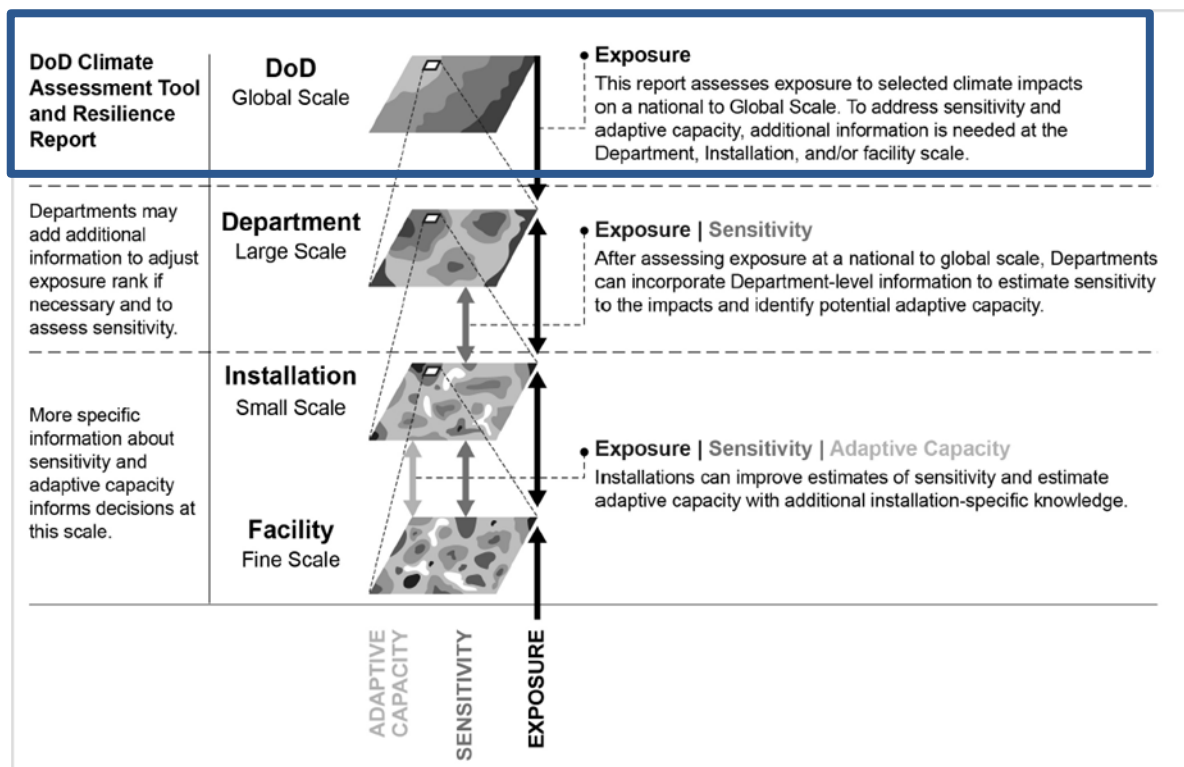 DoD Climate
Assessment Tool
and Resilience
Report
DoD
Global Scale
Exposure
This report assesses exposure to selected climate impacts
on a national to Global Scale. To address sensitivity and
adaptive capacity, additional information is needed at the
Department, Installation, and/or facility scale.
Departments may
add additional
information to adjust
exposure rank if
necessary and to
assess sensitivity.
Department
Large Scale
Exposure | Sensitivity
After assessing exposure at a national to global scale, Departments
can incorporate Department-level information to estimate sensitivity
to the impacts and identify potential adaptive capacity.
More specific
information about
sensitivity and
adaptive capacity
informs decisions at
this scale.
Installation
Small Scale
Exposure | Sensitivity | Adaptive Capacity
Installations can improve estimates of sensitivity and estimate
adaptive capacity with additional installation-specific knowledge.
Facility
Fine Scale
ADAPTIVE
CAPACITY
SENSITIVITY
EXPOSURE